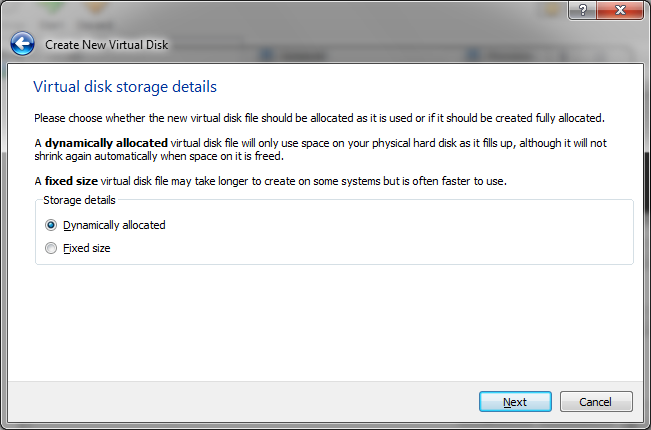 Create New Virtual Disk
Virtual disk storage details
Please choose whether the new virtual disk file should be allocated as it is used or if it should be created fully allocated.
A dynamically allocated virtual disk file will only use space on your physical hard disk as it fills up, although it will not
shrink again automatically when space on it is freed.
A fixed size virtual disk file may take longer to create on some systems but is often faster to use.
Storage details
Dynamically allocated
Fixed size
Next
Cancel